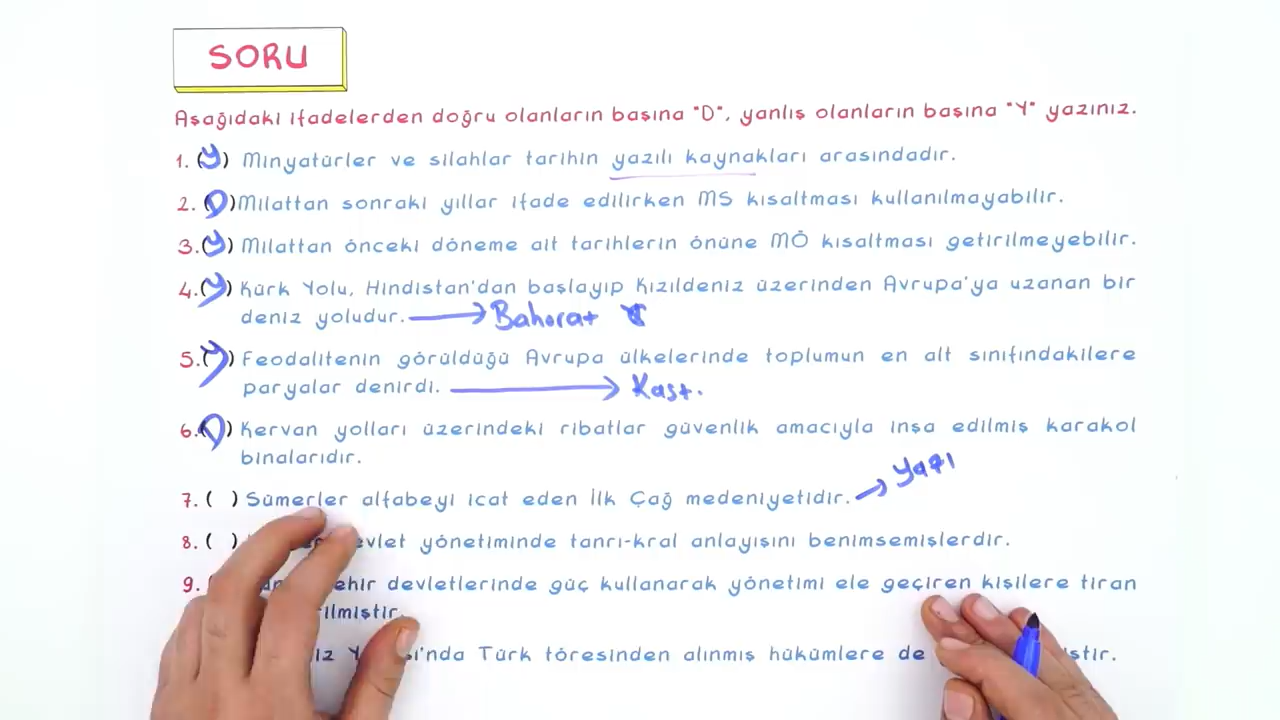 SORU
Aşağıdaki ifadelerden doğru olanların başına "D", yanlış olanların başına "Y" yazınız.
1. (Y) Minyatürler ve silahlar tarihin yazılı kaynakları arasındadır.
2. (D) Milattan sonraki yıllar ifade edilirken MS kısaltması kullanılmayabilir.
3. (Y) Milattan önceki döneme ait tarihlerin önüne MÖ kısaltması getirilmeyebilir.
4. (Y) Kürk Yolu, Hindistan'dan başlayıp Kızıldeniz üzerinden Avrupa'ya uzanan bir
deniz yoludur. → Baharat Y
5. (Y) Feodalitenin görüldüğü Avrupa ülkelerinde toplumun en alt sınıfındakilere
paryalar denirdi. → Kast.
6. (D) Kervan yolları üzerindeki ribatlar güvenlik amacıyla inşa edilmiş karakol
binalarıdır.
7. ( ) Sümerler alfabeyi icat eden İlk Çağ medeniyetidir. → Yazı
8. ( ) yönetiminde tanrı-kral anlayışını benimsemişlerdir.
9. devletlerinde güç kullanarak yönetimi ele geçiren kişilere tiran
Türk töresinden alınmış hükümlere de